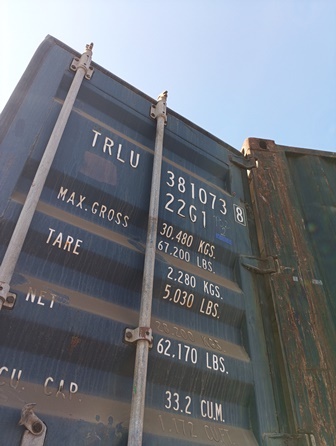 TRLU 381073 8
22G1
MAX.GROSS 30,480 KGS.
67,200 LBS.
TARE 2,280 KGS.
5,030 LBS.
NET
62,170 LBS.
CU. CAP. 33.2 CUM.